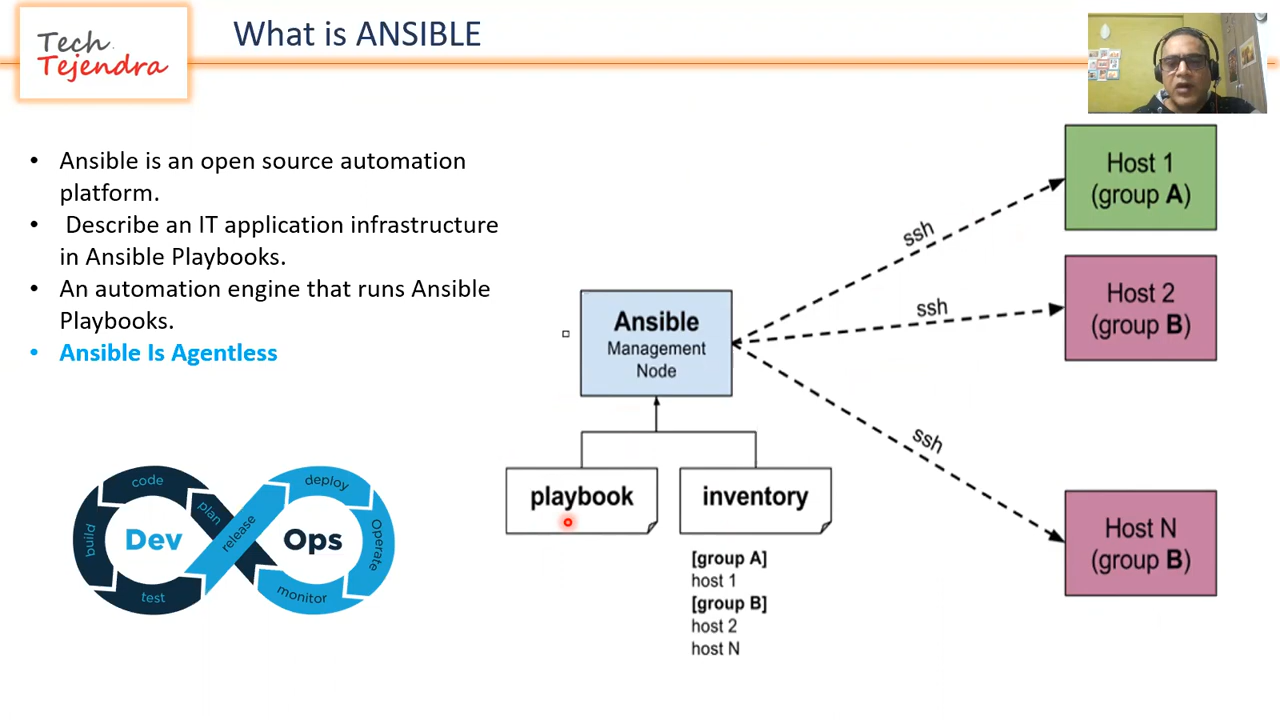 Tech
Tejendra
What is ANSIBLE
• Ansible is an open source automation
platform.
• Describe an IT application infrastructure
in Ansible Playbooks.
• An automation engine that runs Ansible
Playbooks.
• Ansible Is Agentless
code
plan
build
Dev
test
release
deploy
Ops
Operate
monitor
Ansible
Management
Node
playbook
inventory
[group A]
host 1
[group B]
host 2
host N
ssh
ssh
ssh
Host 1
(group A)
Host 2
(group B)
Host N
(group B)